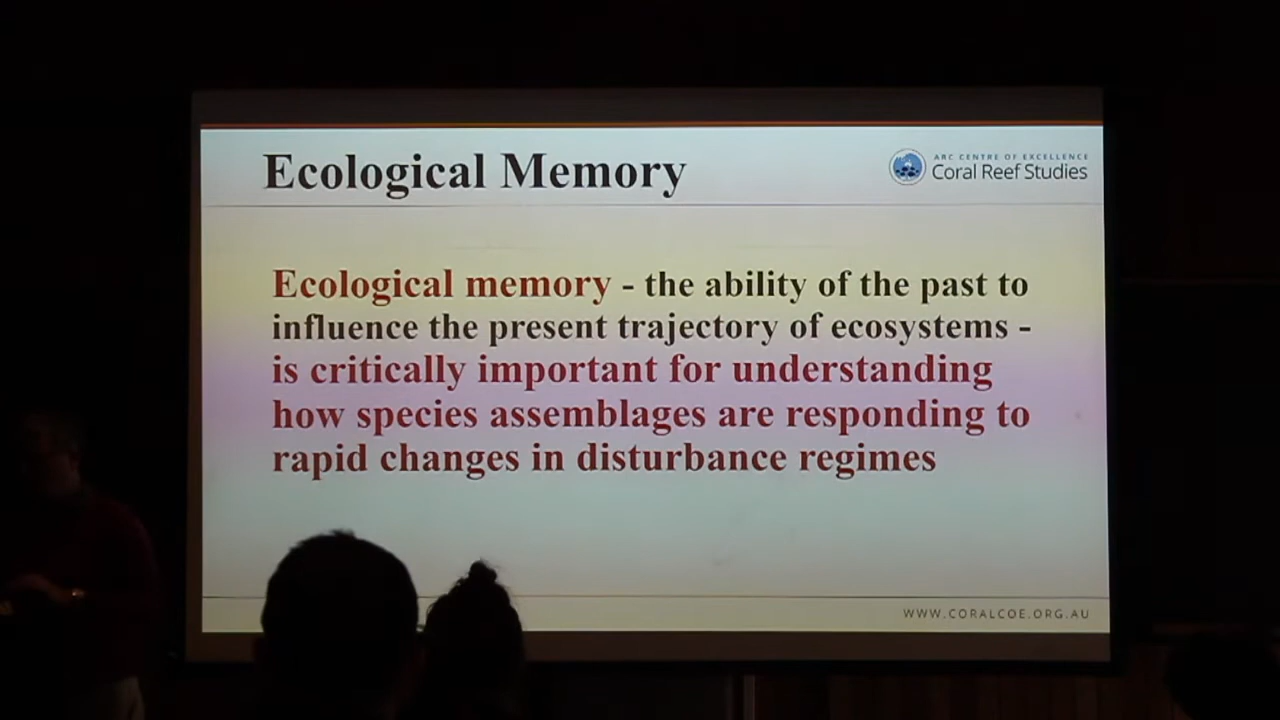 Ecological Memory
ARC CENTRE OF EXCELLENCE
Coral Reef Studies
Ecological memory - the ability of the past to
influence the present trajectory of ecosystems -
is critically important for understanding
how species assemblages are responding to
rapid changes in disturbance regimes
WWW.CORALCOE.ORG.AU